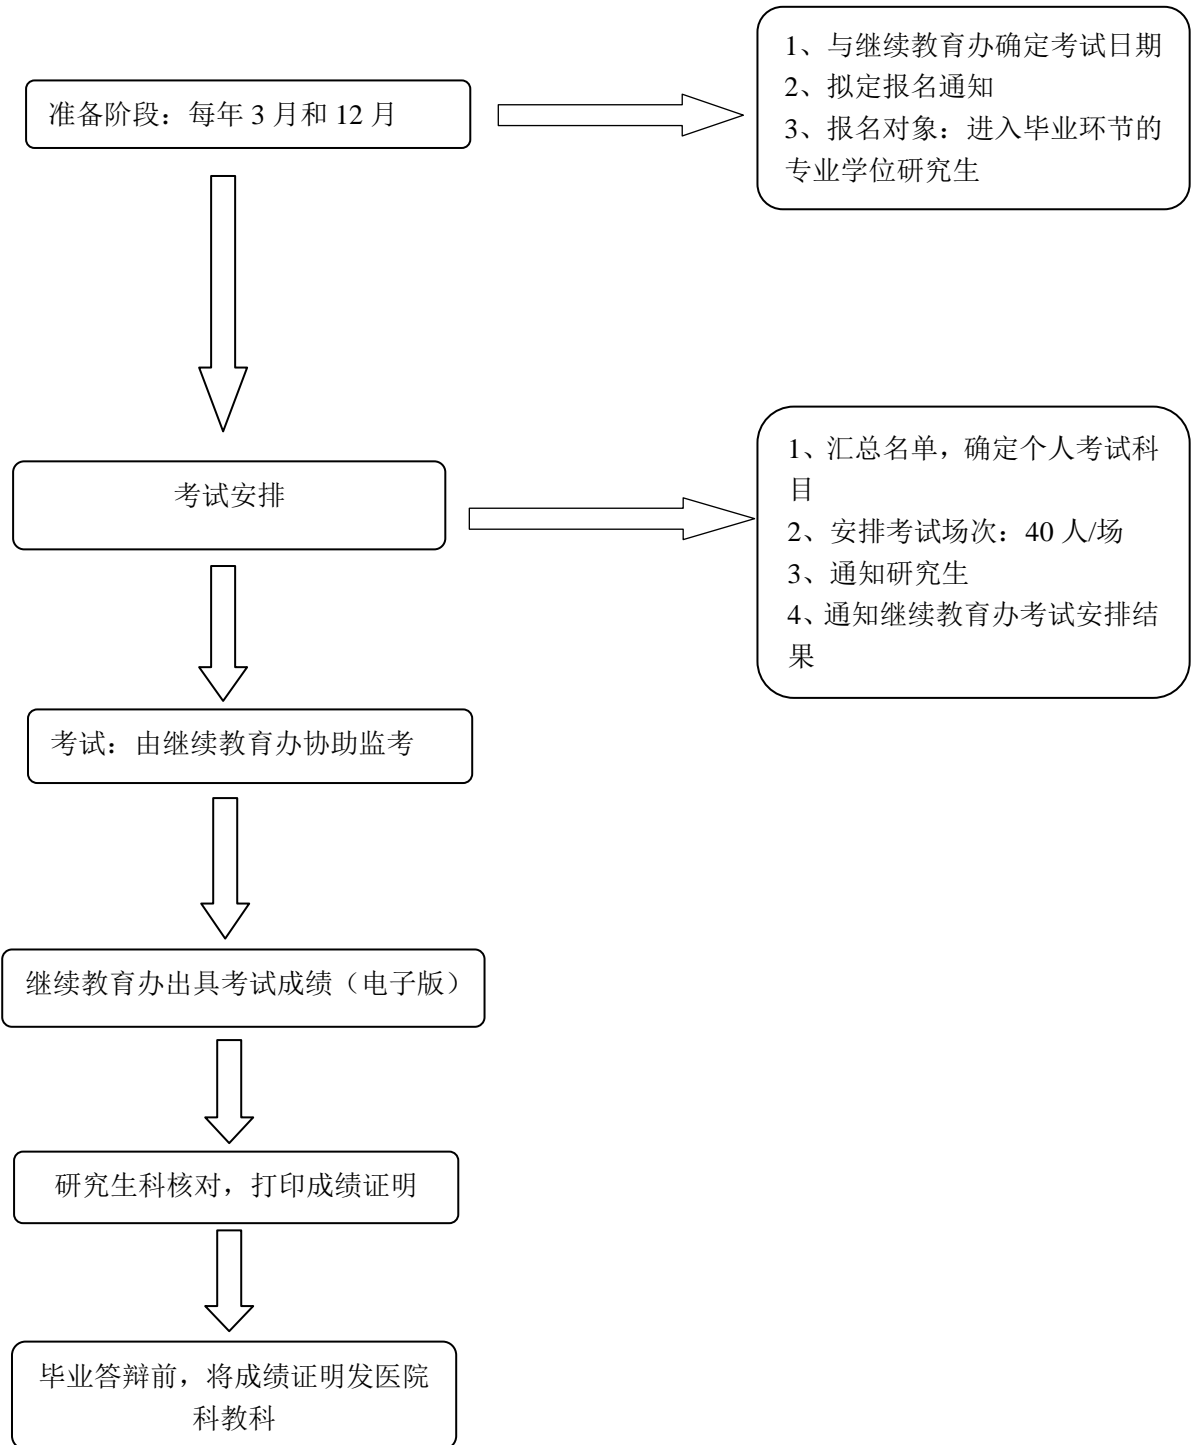 准备阶段：每年 3 月和 12 月
1、与继续教育办确定考试日期
2、拟定报名通知
3、报名对象：进入毕业环节的
专业学位研究生
考试安排
1、汇总名单，确定个人考试科
目
2、安排考试场次：40 人/场
3、通知研究生
4、通知继续教育办考试安排结
果
考试：由继续教育办协助监考
继续教育办出具考试成绩（电子版）
研究生科核对，打印成绩证明
毕业答辩前，将成绩证明发医院
科教科